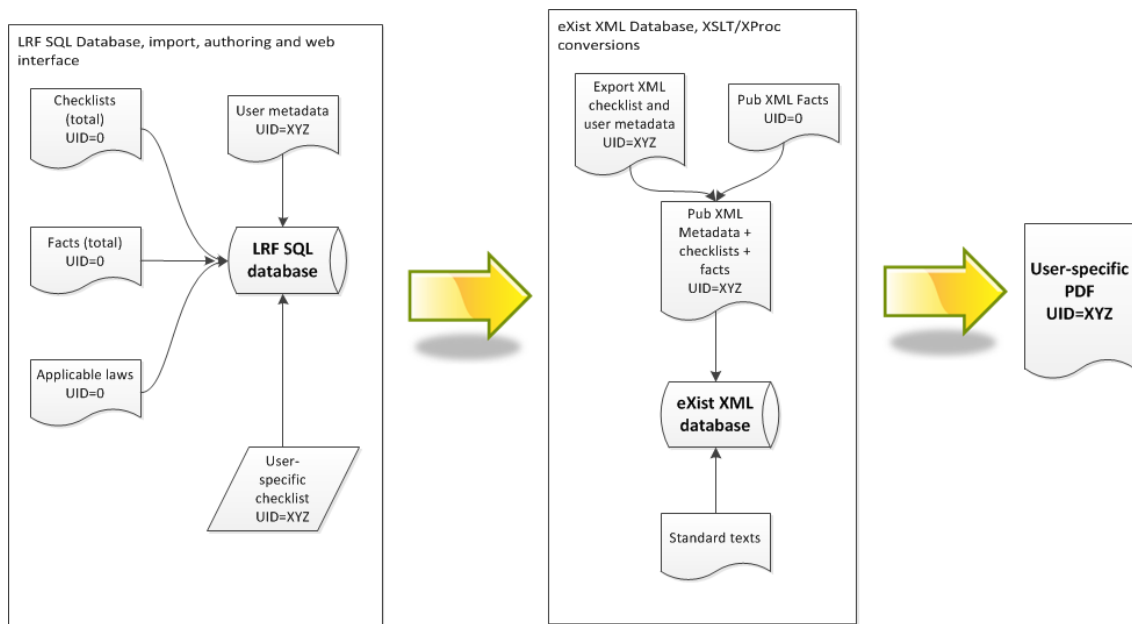 LRF SQL Database, import, authoring and web
interface
Checklists
(total)
UID=0
User metadata
UID=XYZ
Facts (total)
UID=0
LRF SQL
database
Applicable laws
UID=0
User-
specific
checklist
UID=XYZ
eXist XML Database, XSLT/XProc
conversions
Export XML
checklist and
user metadata
UID=XYZ
Pub XML Facts
UID=0
Pub XML
Metadata +
checklists +
facts
UID=XYZ
eXist XML
database
Standard texts
User-specific
PDF
UID=XYZ